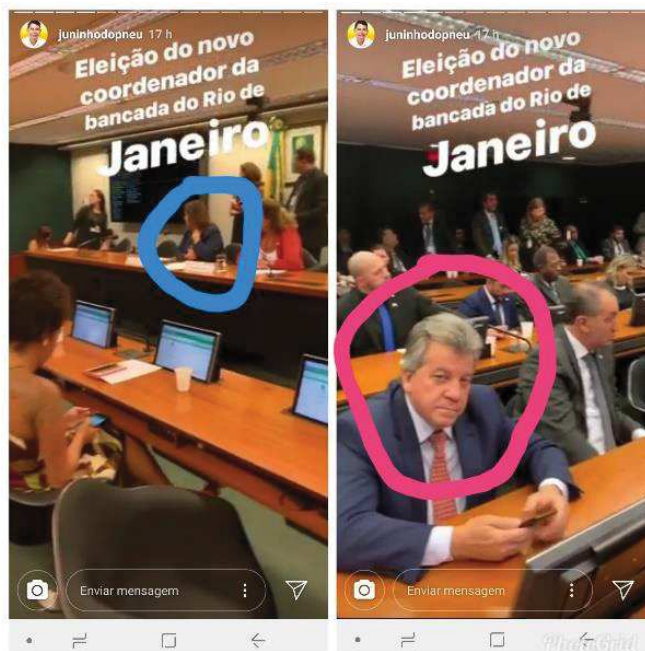 juninhodopneu 17 h
Eleição do novo
coordenador da
bancada do Rio de
Janeiro
Enviar mensagem
juninhodopneu 17 h
Eleição do novo
coordenador da
bancada do Rio de
Janeiro
Enviar mensagem
PhotoGrid